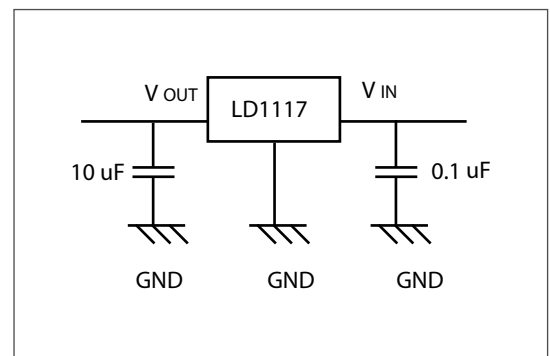 V OUT
LD1117
V IN
10 uF
0.1 uF
GND
GND
GND